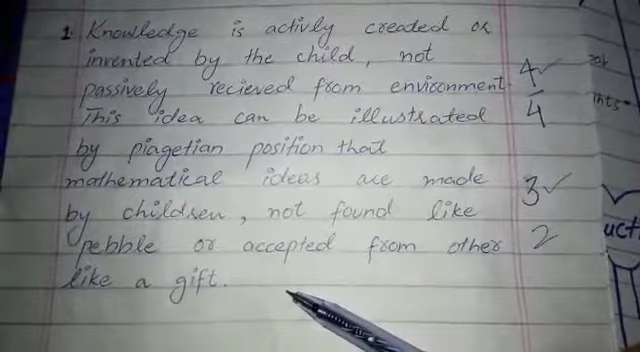 1. Knowledge is activly created or
invented by the child, not
passively recieved from environment.
This idea can be illustrated
by piagetian position that
mathematical ideas are made
by children, not found like
pebble or accepted from other
like a gift.
4
4
3
2
uct